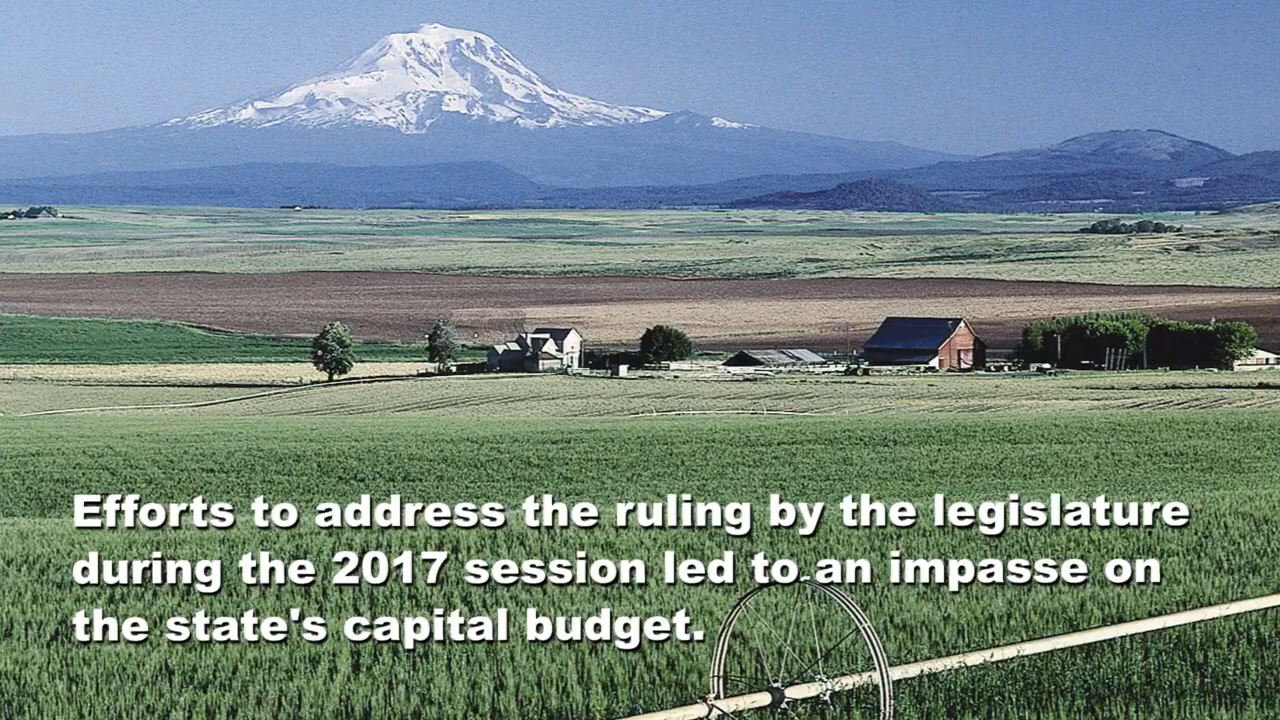 Efforts to address the ruling by the legislature
during the 2017 session led to an impasse on
the state's capital budget.